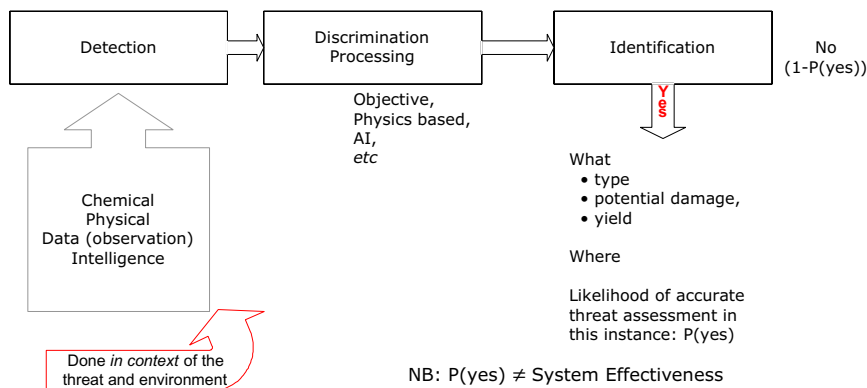 Detection
Discrimination
Processing
Identification
No
(1-P(yes))
Yes
Objective,
Physics based,
AI,
etc
What
• type
• potential damage,
• yield
Where
Likelihood of accurate
threat assessment in
this instance: P(yes)
Chemical
Physical
Data (observation)
Intelligence
Done in context of the
threat and environment
NB: P(yes) ≠ System Effectiveness